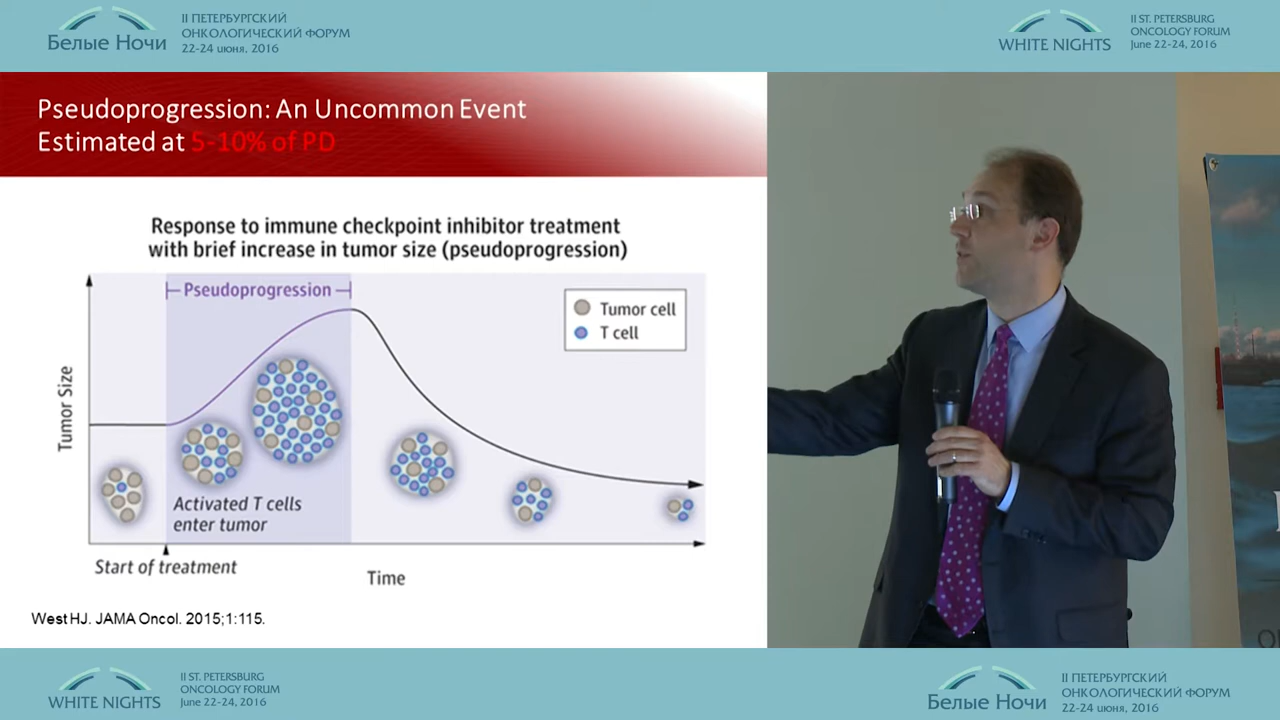 Белые Ночи
II ПЕТЕРБУРГСКИЙ
ОНКОЛОГИЧЕСКИЙ ФОРУМ
22-24 июня, 2016
WHITE NIGHTS
II ST. PETERSBURG
ONCOLOGY FORUM
June 22-24, 2016
Pseudoprogression: An Uncommon Event
Estimated at 5-10% of PD
Response to immune checkpoint inhibitor treatment
with brief increase in tumor size (pseudoprogression)
Pseudoprogression
Tumor cell
T cell
Tumor Size
Activated T cells
enter tumor
Start of treatment
Time
West HJ. JAMA Oncol. 2015;1:115.
WHITE NIGHTS
II ST. PETERSBURG
ONCOLOGY FORUM
June 22-24, 2016
Белые Ночи
II ПЕТЕРБУРГСКИЙ
ОНКОЛОГИЧЕСКИЙ ФОРУМ
22-24 июня, 2016